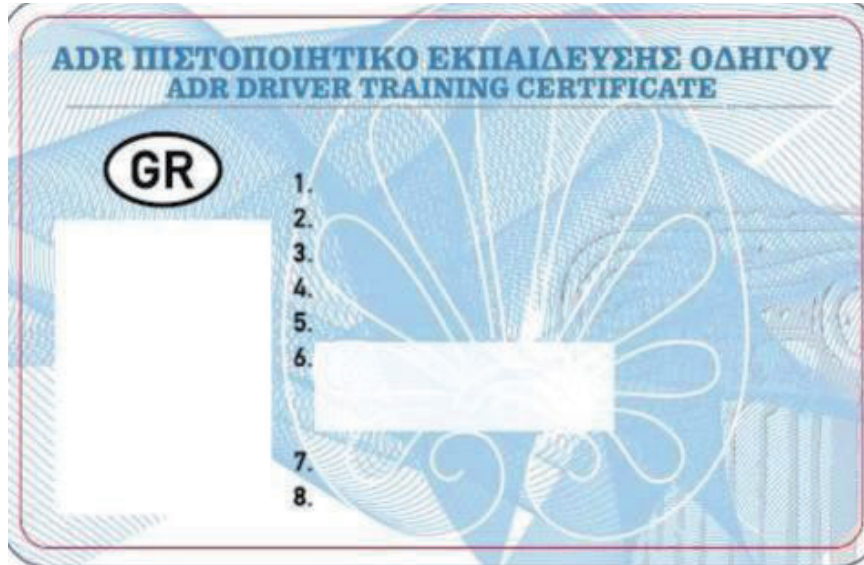 ADR ΠΙΣΤΟΠΟΙΗΤΙΚΟ ΕΚΠΑΙΔΕΥΣΗΣ ΟΔΗΓΟΥ
ADR DRIVER TRAINING CERTIFICATE
GR
1.
2.
3.
4.
5.
6.
7.
8.